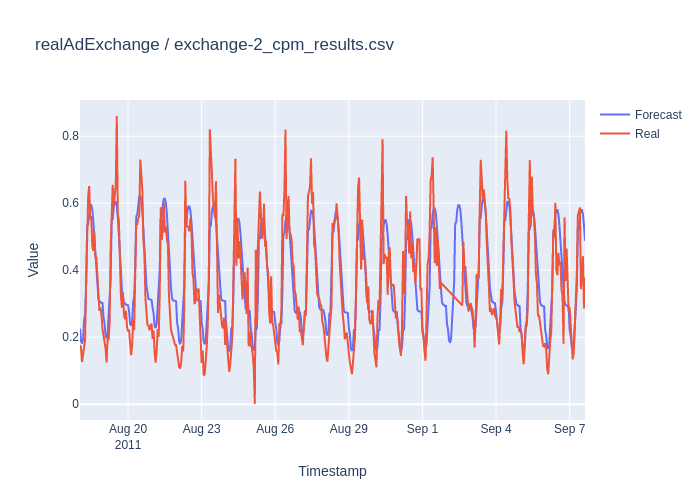 realAdExchange / exchange-2_cpm_results.csv
Forecast
Real
0.8
0.6
0.4
0.2
0
Value
Aug 20
2011
Aug 23
Aug 26
Aug 29
Sep 1
Sep 4
Sep 7
Timestamp